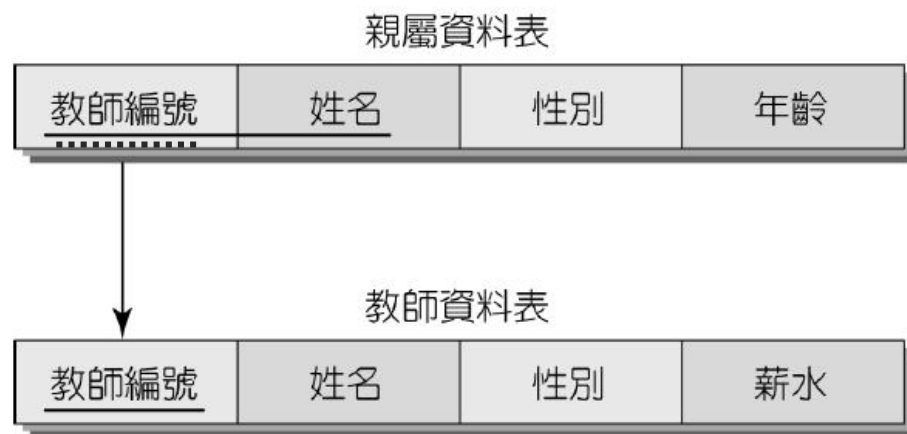 親屬資料表
教師編號 姓名 性別 年齡
教師資料表
教師編號 姓名 性別 薪水